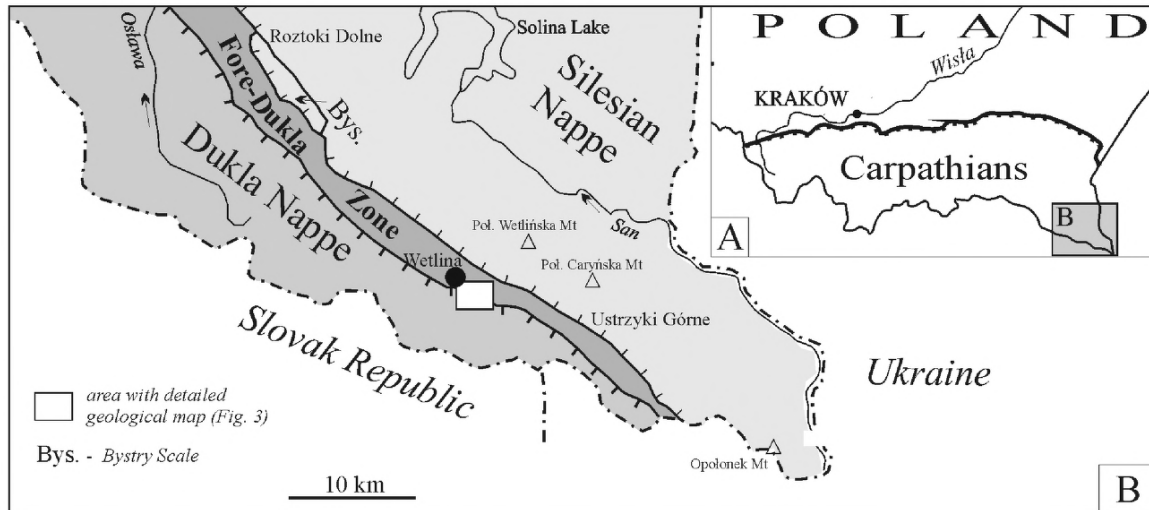 Osława
Roztoki Dolne
Solina Lake
Fore-Dukla
Zone
Bys.
Silesian
Nappe
Dukla Nappe
San
Poł. Wetlińska Mt
Wetlina
Poł. Caryńska Mt
Ustrzyki Górne
Slovak Republic
Ukraine
Opołonek Mt
area with detailed
geological map (Fig. 3)
Bys. - Bystry Scale
10 km
B
POLAND
Wisła
KRAKÓW
Carpathians
B
A